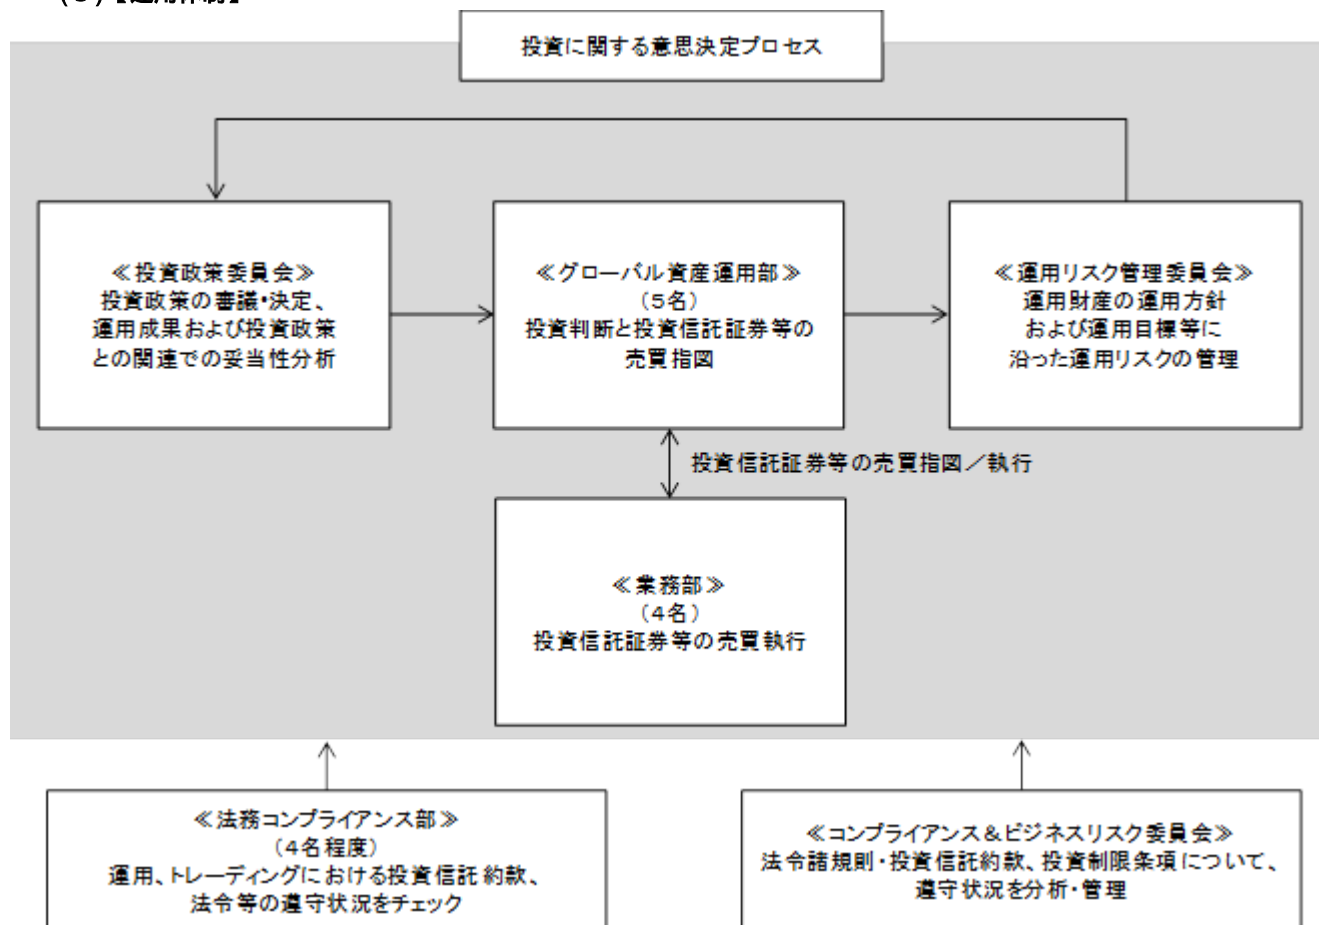 投資に関する意思決定プロセス
≪投資政策委員会≫
投資政策の審議・決定、
運用成果および投資政策
との関連での妥当性分析
≪グローバル資産運用部≫
(5名)
投資判断と投資信託証券等の
売買指図
≪運用リスク管理委員会≫
運用財産の運用方針
および運用目標等に
沿った運用リスクの管理
投資信託証券等の売買指図／執行
≪業務部≫
(4名)
投資信託証券等の売買執行
≪法務コンプライアンス部≫
(4名程度)
運用、トレーディングにおける投資信託約款、
法令等の遵守状況をチェック
≪コンプライアンス＆ビジネスリスク委員会≫
法令諸規則・投資信託約款、投資制限条項について、
遵守状況を分析・管理